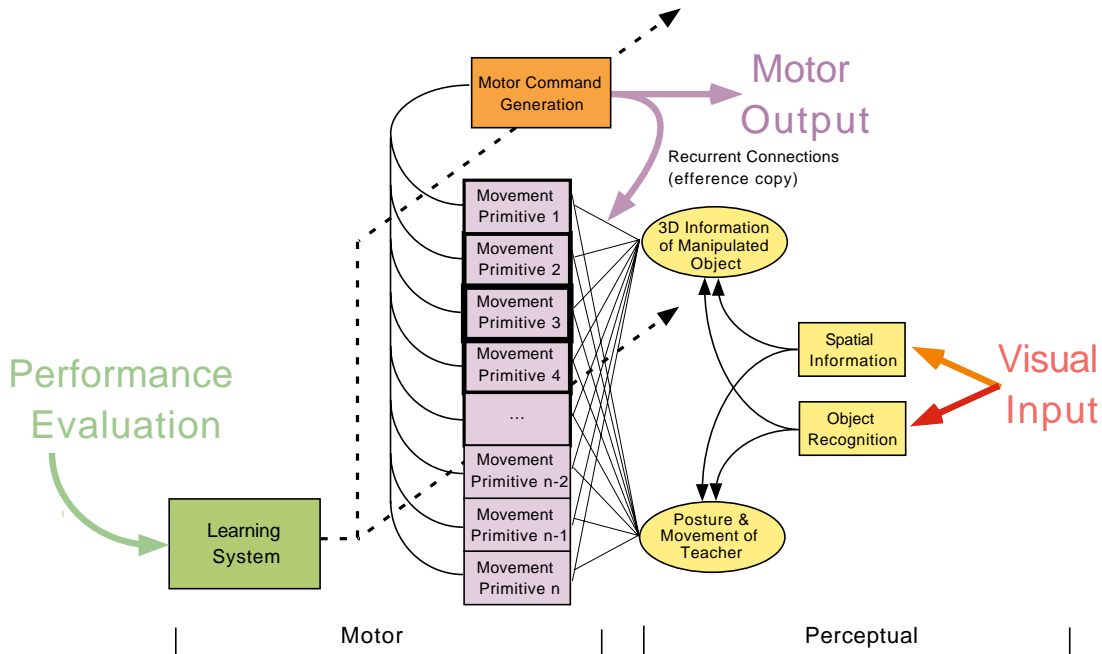 Motor Command
Generation
Motor
Output
Recurrent Connections
(efference copy)
Movement
Primitive 1
Movement
Primitive 2
Movement
Primitive 3
Movement
Primitive 4
...
Movement
Primitive n-2
Movement
Primitive n-1
Movement
Primitive n
3D Information
of Manipulated
Object
Spatial
Information
Object
Recognition
Visual
Input
Posture &
Movement of
Teacher
Performance
Evaluation
Learning
System
Motor
Perceptual